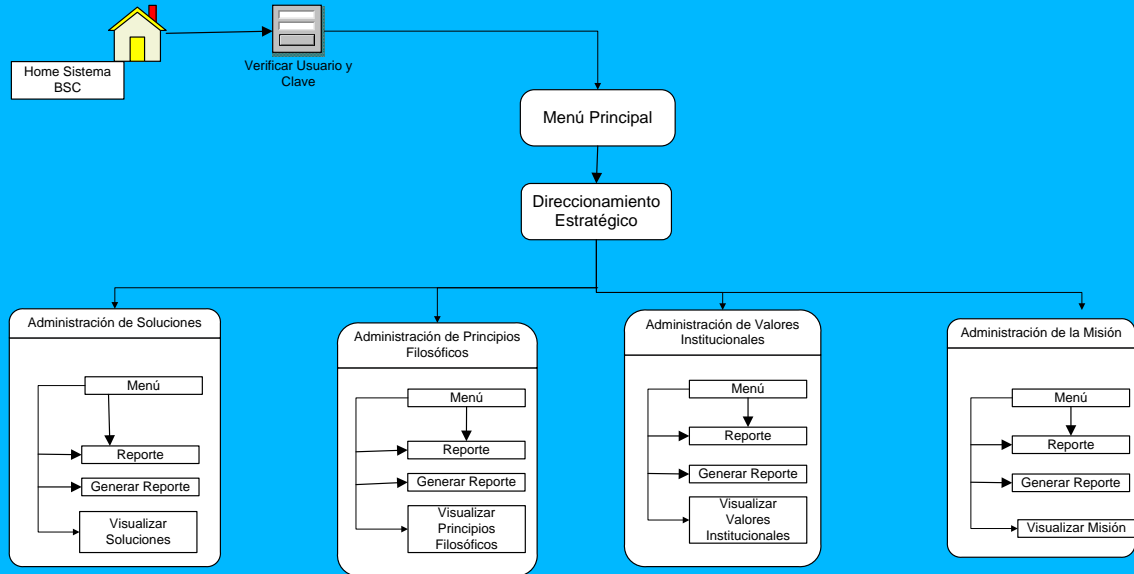 Home Sistema
BSC
Verificar Usuario y
Clave
Menú Principal
Direccionamiento
Estratégico
Administración de Soluciones
Menú
Reporte
Generar Reporte
Visualizar
Soluciones
Administración de Principios
Filosóficos
Menú
Reporte
Generar Reporte
Visualizar
Principios
Filosóficos
Administración de Valores
Institucionales
Menú
Reporte
Generar Reporte
Visualizar
Valores
Institucionales
Administración de la Misión
Menú
Reporte
Generar Reporte
Visualizar Misión